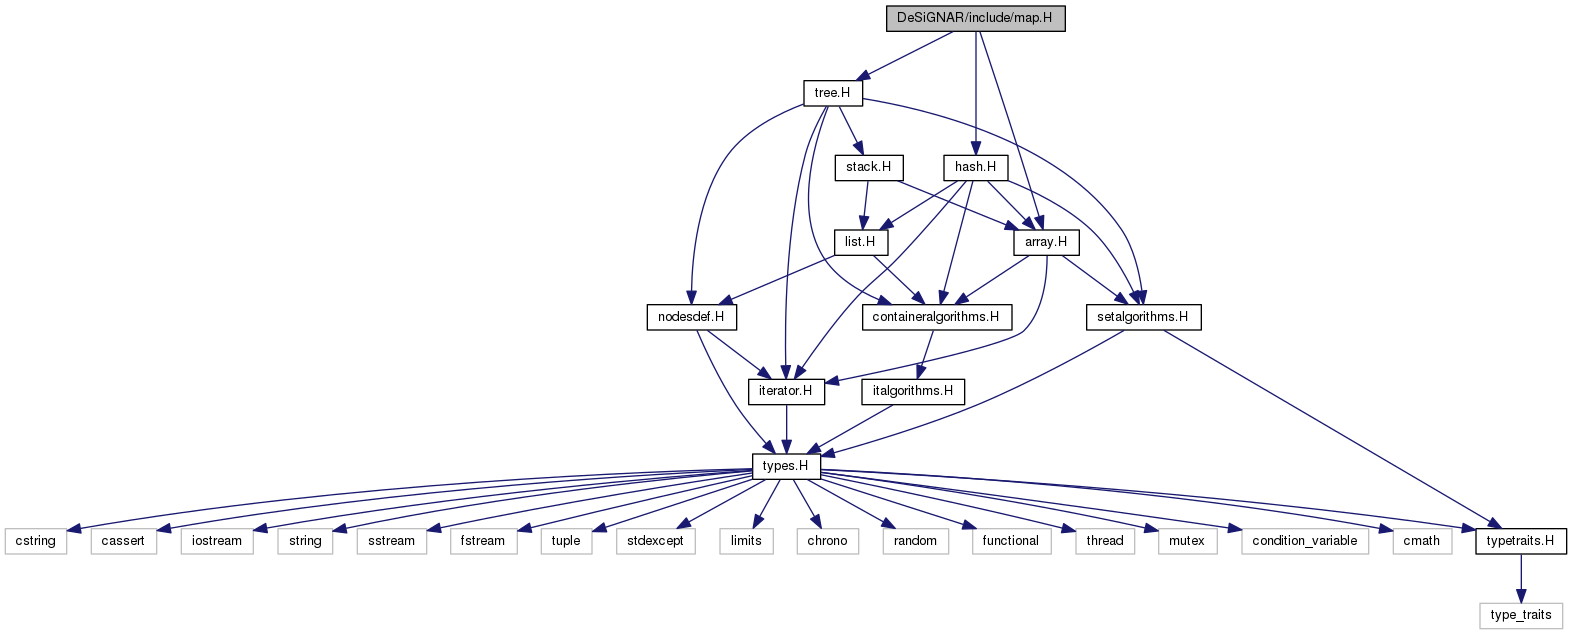 DeSiGNAR/include/map.H
tree.H
stack.H
hash.H
list.H
array.H
nodesdef.H
containeralgorithms.H
setalgorithms.H
iterator.H
italgorithms.H
types.H
cstring
cassert
iostream
string
sstream
fstream
tuple
stdexcept
limits
chrono
random
functional
thread
mutex
condition_variable
cmath
typetraits.H
type_traits